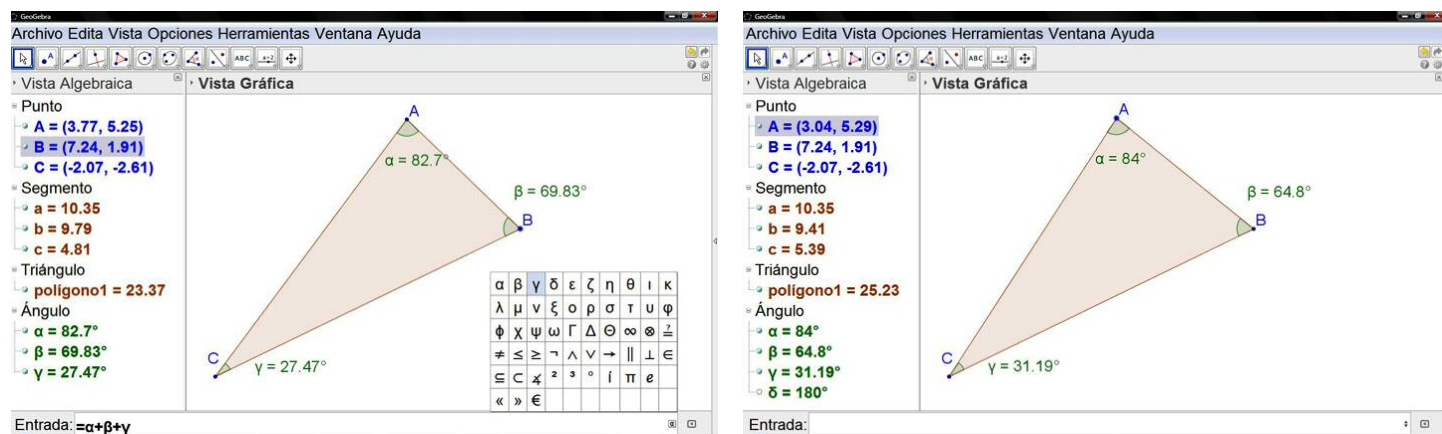 GeoGebra
Archivo Edita Vista Opciones Herramientas Ventana Ayuda
ABC a=2
Vista Algebraica
Vista Gráfica
Punto
A = (3.77, 5.25)
B = (7.24, 1.91)
C = (-2.07, -2.61)
Segmento
a = 10.35
b = 9.79
c = 4.81
Triángulo
polígono1 = 23.37
Ángulo
α = 82.7°
β = 69.83°
γ = 27.47°
A
α = 82.7°
β = 69.83°
B
C
γ = 27.47°
α β γ δ ε ζ η θ ι κ
λ μ ν ξ ο ρ σ τ υ φ
ϕ χ ψ ω Γ Δ Θ ∞ ⊗ ≟
≠ ≤ ≥ ¬ ∧ ∨ → ∥ ⊥ ∈
⊆ ⊂ ∡ ² ³ ° í π ℯ
« » €
Entrada: =α+β+γ
α
GeoGebra
Archivo Edita Vista Opciones Herramientas Ventana Ayuda
ABC a=2
Vista Algebraica
Vista Gráfica
Punto
A = (3.04, 5.29)
B = (7.24, 1.91)
C = (-2.07, -2.61)
Segmento
a = 10.35
b = 9.41
c = 5.39
Triángulo
polígono1 = 25.23
Ángulo
α = 84°
β = 64.8°
γ = 31.19°
δ = 180°
A
α = 84°
β = 64.8°
B
C
γ = 31.19°
Entrada: